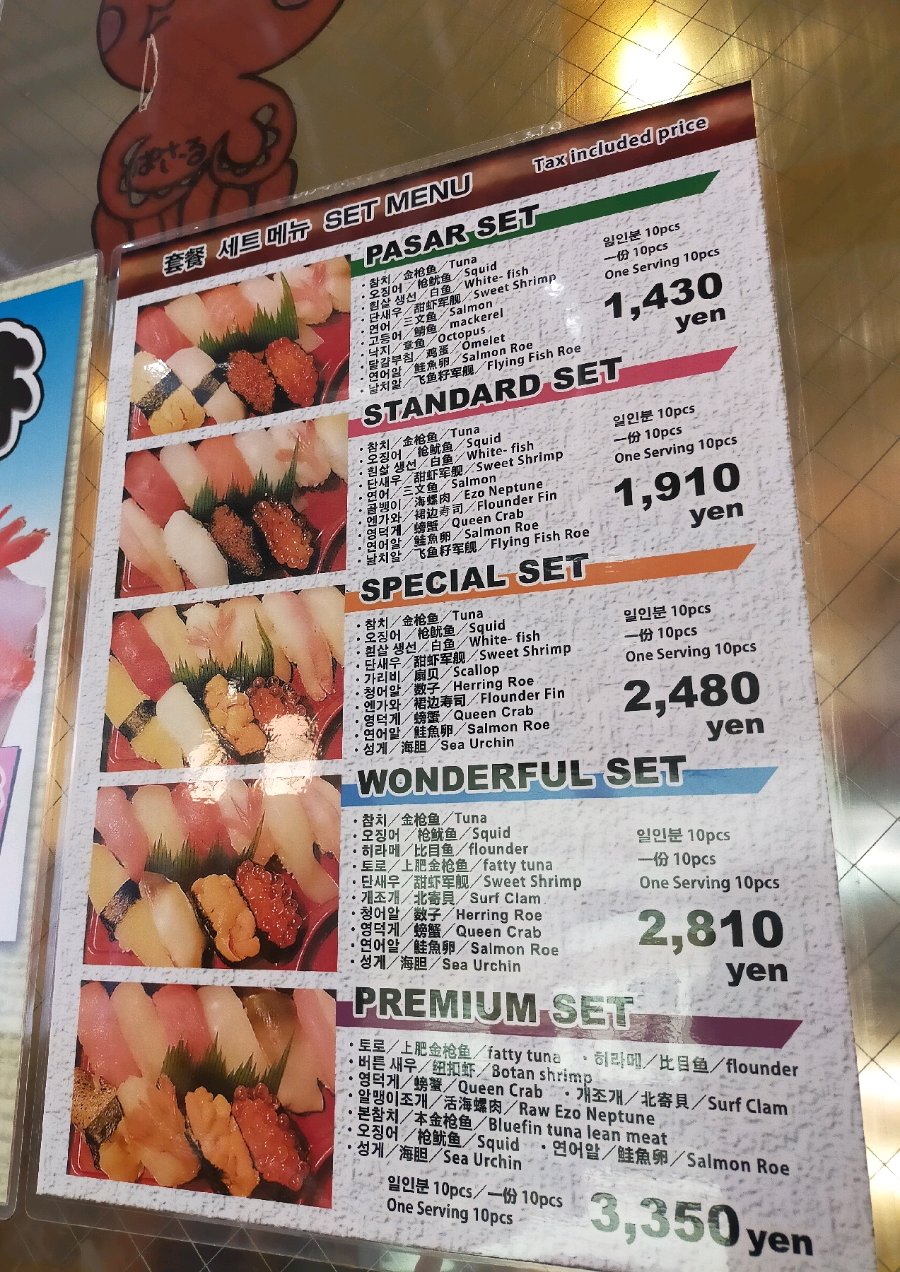 ぱさーる
套餐 세트 메뉴 SET MENU
Tax included price
PASAR SET
・참치／金枪鱼／Tuna
・오징어／枪鱿鱼／Squid
・흰살 생선／白鱼／White- fish
・단새우／甜虾军舰／Sweet Shrimp
・연어／三文鱼／Salmon
・고등어／鲭鱼／mackerel
・낙지／章鱼／Octopus
・달걀부침／鸡蛋／Omelet
・연어알／鮭魚卵／Salmon Roe
・날치알／飞鱼籽军舰／Flying Fish Roe
일인분 10pcs
一份 10pcs
One Serving 10pcs
1,430
yen
STANDARD SET
・참치／金枪鱼／Tuna
・오징어／枪鱿鱼／Squid
・흰살 생선／白鱼／White- fish
・단새우／甜虾军舰／Sweet Shrimp
・연어／三文鱼／Salmon
・골뱅이／海螺肉／Ezo Neptune
・엔가와／裙边寿司／Flounder Fin
・영덕게／螃蟹／Queen Crab
・연어알／鮭魚卵／Salmon Roe
・날치알／飞鱼籽军舰／Flying Fish Roe
일인분 10pcs
一份 10pcs
One Serving 10pcs
1,910
yen
SPECIAL SET
・참치／金枪鱼／Tuna
・오징어／枪鱿鱼／Squid
・흰살 생선／白鱼／White- fish
・단새우／甜虾军舰／Sweet Shrimp
・가리비／扇贝／Scallop
・청어알／数子／Herring Roe
・엔가와／裙边寿司／Flounder Fin
・영덕게／螃蟹／Queen Crab
・연어알／鮭魚卵／Salmon Roe
・성게／海胆／Sea Urchin
일인분 10pcs
一份 10pcs
One Serving 10pcs
2,480
yen
WONDERFUL SET
・참치／金枪鱼／Tuna
・오징어／枪鱿鱼／Squid
・히라메／比目鱼／flounder
・토로／上肥金枪鱼／fatty tuna
・단새우／甜虾军舰／Sweet Shrimp
・개조개／北寄貝／Surf Clam
・청어알／数子／Herring Roe
・영덕게／螃蟹／Queen Crab
・연어알／鮭魚卵／Salmon Roe
・성게／海胆／Sea Urchin
일인분 10pcs
一份 10pcs
One Serving 10pcs
2,810
yen
PREMIUM SET
・토로／上肥金枪鱼／fatty tuna ・히라메／比目鱼／flounder
・버튼 새우／纽扣虾／Botan shrimp
・영덕게／螃蟹／Queen Crab ・개조개／北寄貝／Surf Clam
・알맹이조개／活海螺肉／Raw Ezo Neptune
・본참치／本金枪鱼／Bluefin tuna lean meat
・오징어／枪鱿鱼／Squid ・연어알／鮭魚卵／Salmon Roe
・성게／海胆／Sea Urchin
일인분 10pcs／一份 10pcs
One Serving 10pcs
3,350 yen